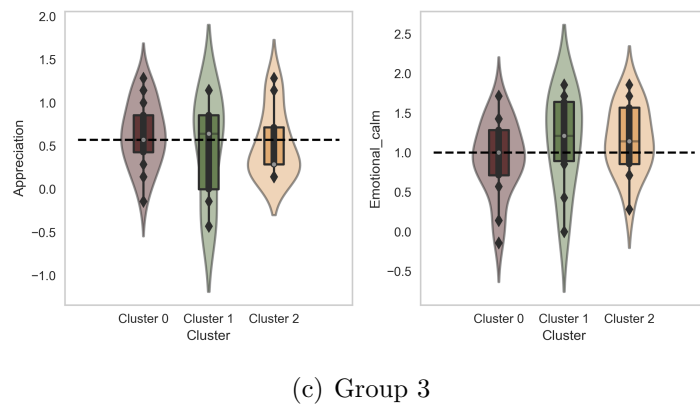 Appreciation
2.0
1.5
1.0
0.5
0.0
−0.5
−1.0
Cluster 0 Cluster 1 Cluster 2
Cluster
Emotional_calm
2.5
2.0
1.5
1.0
0.5
0.0
−0.5
Cluster 0 Cluster 1 Cluster 2
Cluster
(c) Group 3